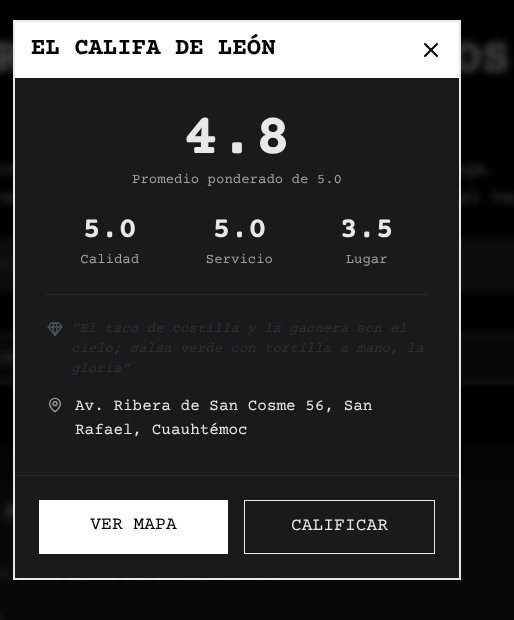 EL CALIFA DE LEÓN
4.8
Promedio ponderado de 5.0
5.0 5.0 3.5
Calidad Servicio Lugar
"El taco de costilla y la gaonera son el
cielo; salsa verde con tortilla a mano, la
gloria"
Av. Ribera de San Cosme 56, San
Rafael, Cuauhtémoc
VER MAPA CALIFICAR